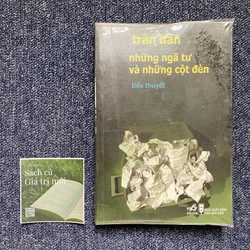 trần dần
những ngã tư
và những cột đèn
tiểu thuyết
Sách cũ
Giá trị mới